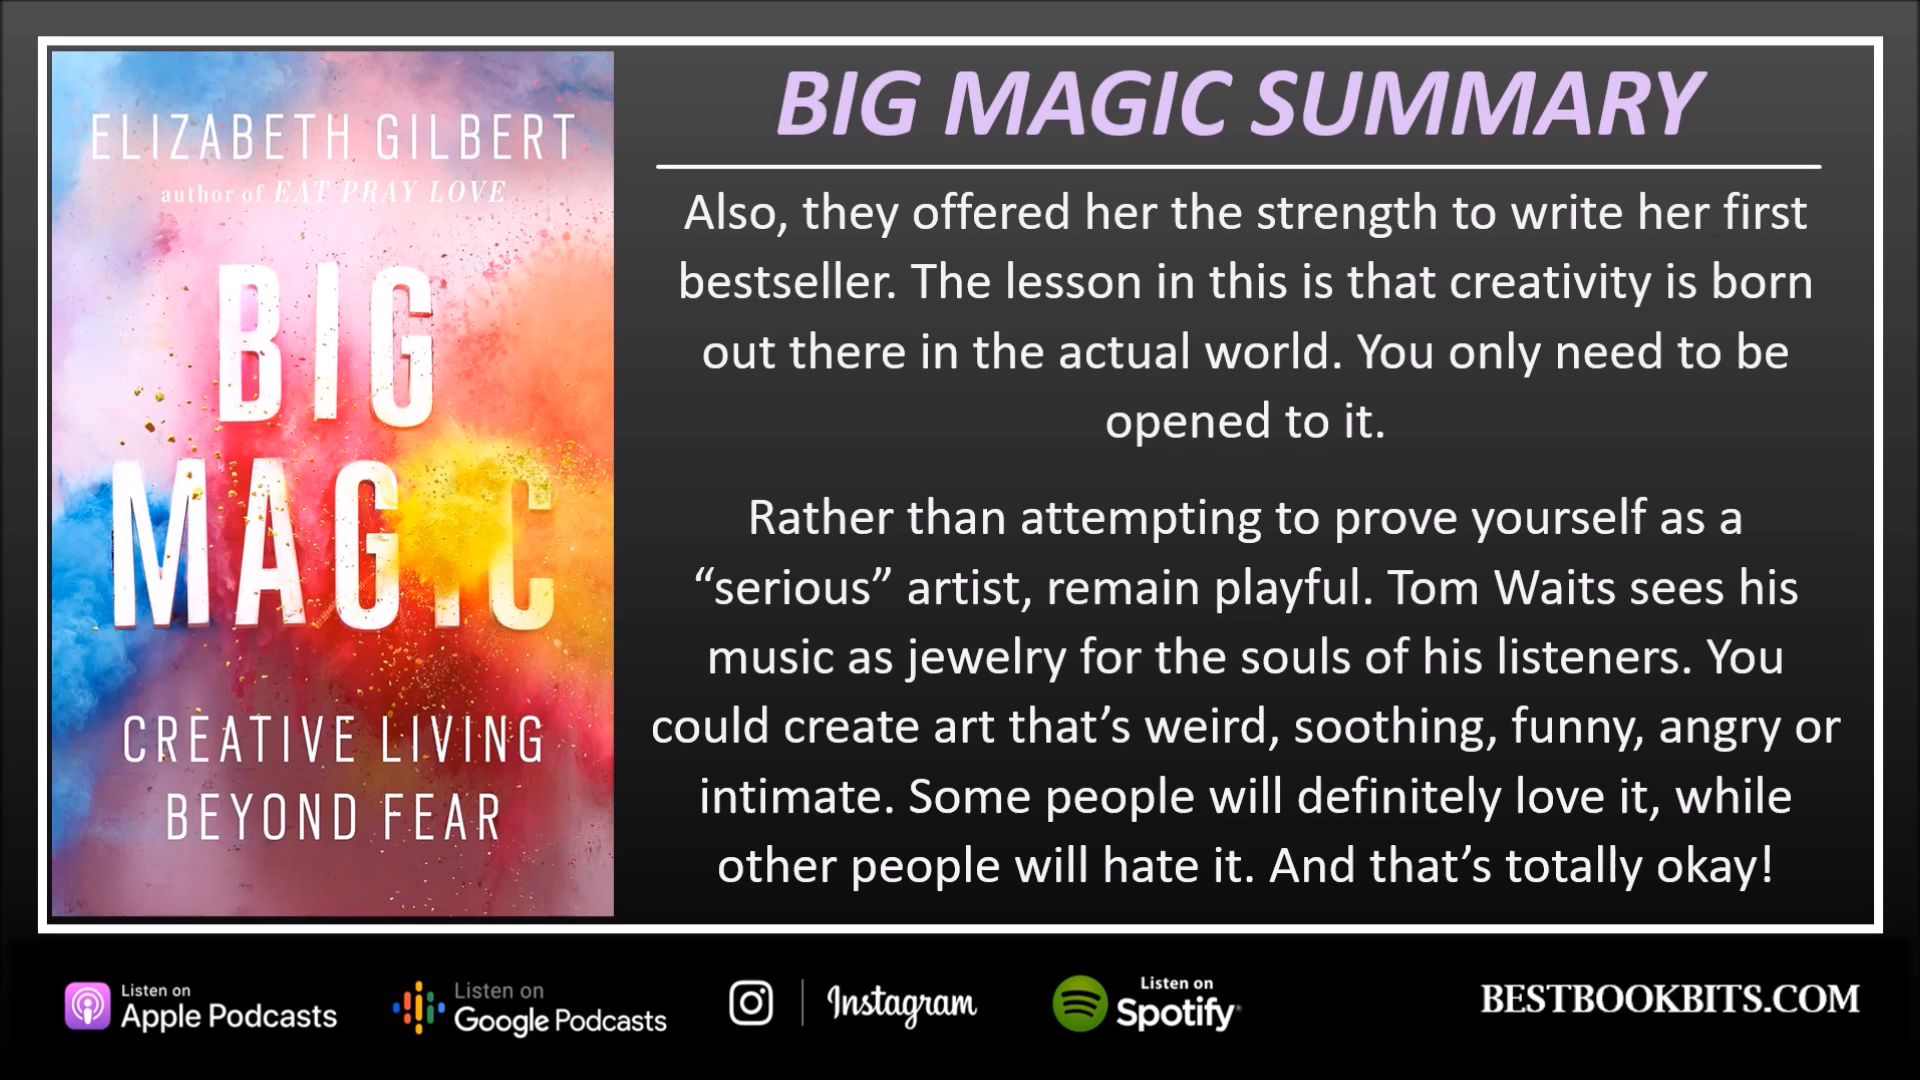 ELIZABETH GILBERT
author of EAT PRAY LOVE
BIG
MAGIC
CREATIVE LIVING
BEYOND FEAR
BIG MAGIC SUMMARY
Also, they offered her the strength to write her first
bestseller. The lesson in this is that creativity is born
out there in the actual world. You only need to be
opened to it.
Rather than attempting to prove yourself as a
“serious” artist, remain playful. Tom Waits sees his
music as jewelry for the souls of his listeners. You
could create art that’s weird, soothing, funny, angry or
intimate. Some people will definitely love it, while
other people will hate it. And that’s totally okay!
Listen on
Apple Podcasts
Listen on
Google Podcasts
Instagram
Listen on
Spotify
BESTBOOKBITS.COM